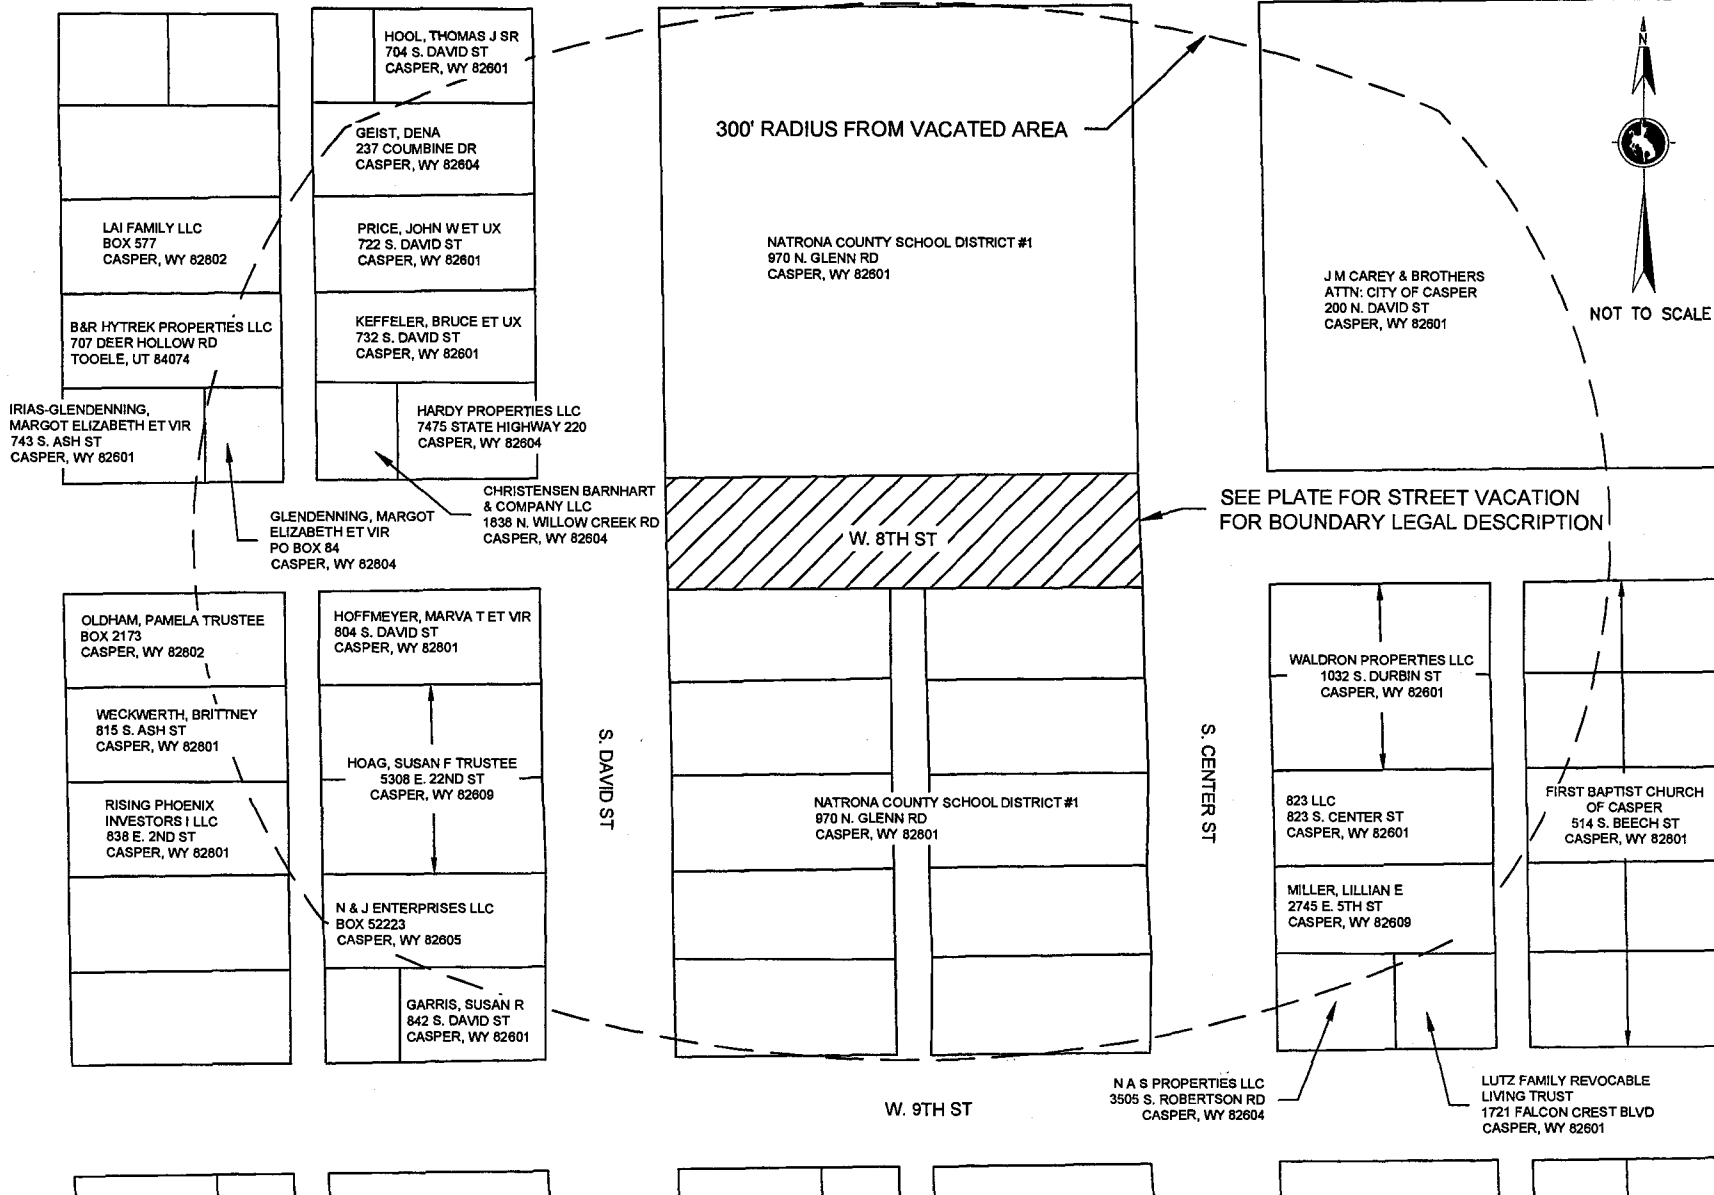 HOOL, THOMAS J SR
704 S. DAVID ST
CASPER, WY 82601
GEIST, DENA
237 COUMBINE DR
CASPER, WY 82604
300' RADIUS FROM VACATED AREA
N
LAI FAMILY LLC
BOX 577
CASPER, WY 82802
PRICE, JOHN W ET UX
722 S. DAVID ST
CASPER, WY 82601
NATRONA COUNTY SCHOOL DISTRICT #1
970 N. GLENN RD
CASPER, WY 82601
J M CAREY & BROTHERS
ATTN: CITY OF CASPER
200 N. DAVID ST
CASPER, WY 82601
NOT TO SCALE
B&R HYTREK PROPERTIES LLC
707 DEER HOLLOW RD
TOOELE, UT 84074
KEFFELER, BRUCE ET UX
732 S. DAVID ST
CASPER, WY 82601
IRIAS-GLENDENNING,
MARGOT ELIZABETH ET VIR
743 S. ASH ST
CASPER, WY 82601
HARDY PROPERTIES LLC
7475 STATE HIGHWAY 220
CASPER, WY 82604
GLENDENNING, MARGOT
ELIZABETH ET VIR
PO BOX 84
CASPER, WY 82804
CHRISTENSEN BARNHART
& COMPANY LLC
1838 N. WILLOW CREEK RD
CASPER, WY 82604
W. 8TH ST
SEE PLATE FOR STREET VACATION
FOR BOUNDARY LEGAL DESCRIPTION
OLDHAM, PAMELA TRUSTEE
BOX 2173
CASPER, WY 82802
HOFFMEYER, MARVA T ET VIR
804 S. DAVID ST
CASPER, WY 82801
WALDRON PROPERTIES LLC
1032 S. DURBIN ST
CASPER, WY 82601
WECKWERTH, BRITTNEY
815 S. ASH ST
CASPER, WY 82801
HOAG, SUSAN F TRUSTEE
5308 E. 22ND ST
CASPER, WY 82609
S. DAVID ST
S. CENTER ST
RISING PHOENIX
INVESTORS I LLC
838 E. 2ND ST
CASPER, WY 82801
NATRONA COUNTY SCHOOL DISTRICT #1
970 N. GLENN RD
CASPER, WY 82801
823 LLC
823 S. CENTER ST
CASPER, WY 82601
FIRST BAPTIST CHURCH
OF CASPER
514 S. BEECH ST
CASPER, WY 82801
N & J ENTERPRISES LLC
BOX 52223
CASPER, WY 82605
MILLER, LILLIAN E
2745 E. 5TH ST
CASPER, WY 82609
GARRIS, SUSAN R
842 S. DAVID ST
CASPER, WY 82601
N A S PROPERTIES LLC
3505 S. ROBERTSON RD
CASPER, WY 82604
LUTZ FAMILY REVOCABLE
LIVING TRUST
1721 FALCON CREST BLVD
CASPER, WY 82601
W. 9TH ST